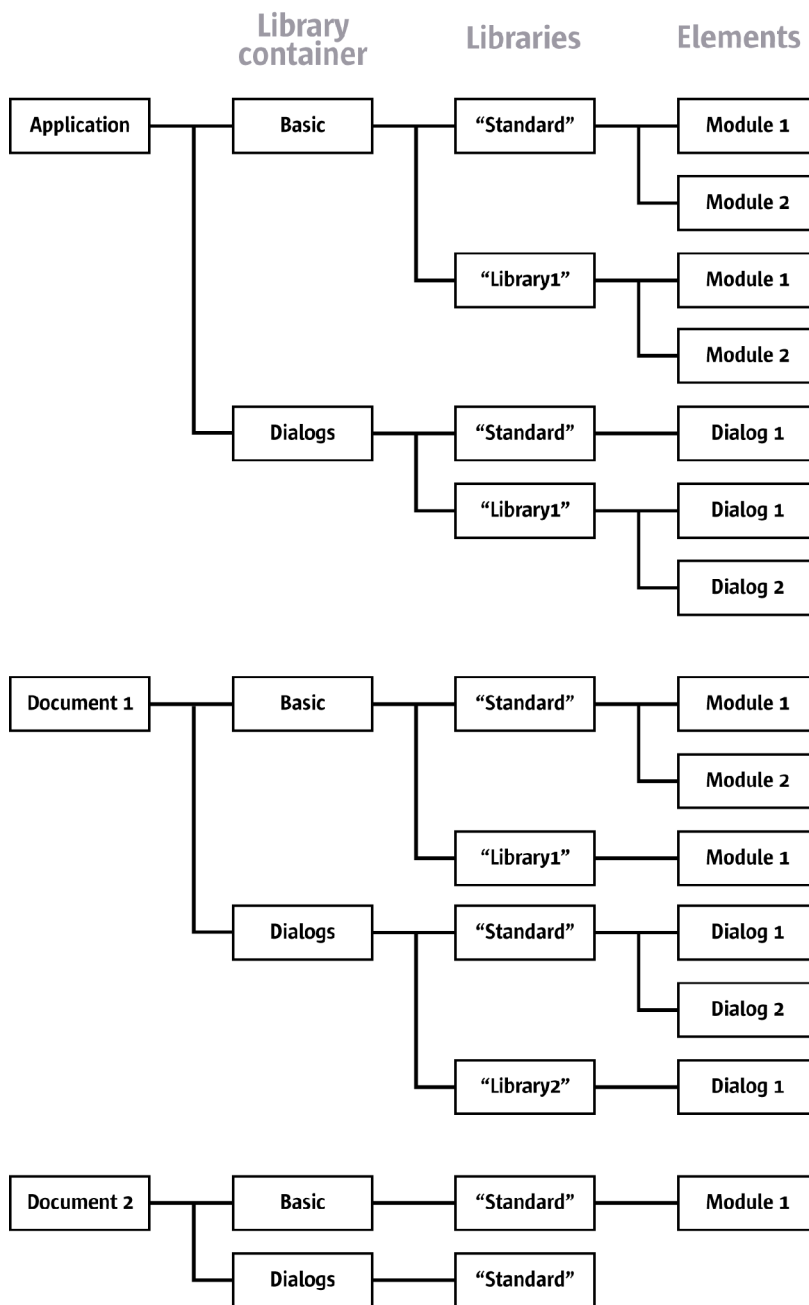 Library
container
Libraries
Elements
Application
Basic
“Standard”
Module 1
Module 2
“Library1”
Module 1
Module 2
Dialogs
“Standard”
Dialog 1
“Library1”
Dialog 1
Dialog 2
Document 1
Basic
“Standard”
Module 1
Module 2
“Library1”
Module 1
Dialogs
“Standard”
Dialog 1
Dialog 2
“Library2”
Dialog 1
Document 2
Basic
“Standard”
Module 1
Dialogs
“Standard”